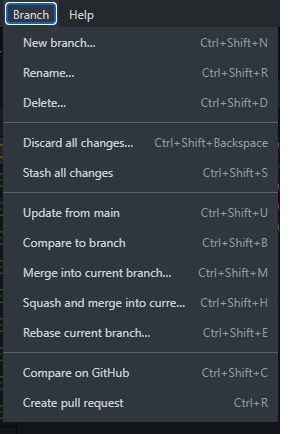 Branch Help
New branch... Ctrl+Shift+N
Rename... Ctrl+Shift+R
Delete... Ctrl+Shift+D
Discard all changes... Ctrl+Shift+Backspace
Stash all changes Ctrl+Shift+S
Update from main Ctrl+Shift+U
Compare to branch Ctrl+Shift+B
Merge into current branch... Ctrl+Shift+M
Squash and merge into curre... Ctrl+Shift+H
Rebase current branch... Ctrl+Shift+E
Compare on GitHub Ctrl+Shift+C
Create pull request Ctrl+R